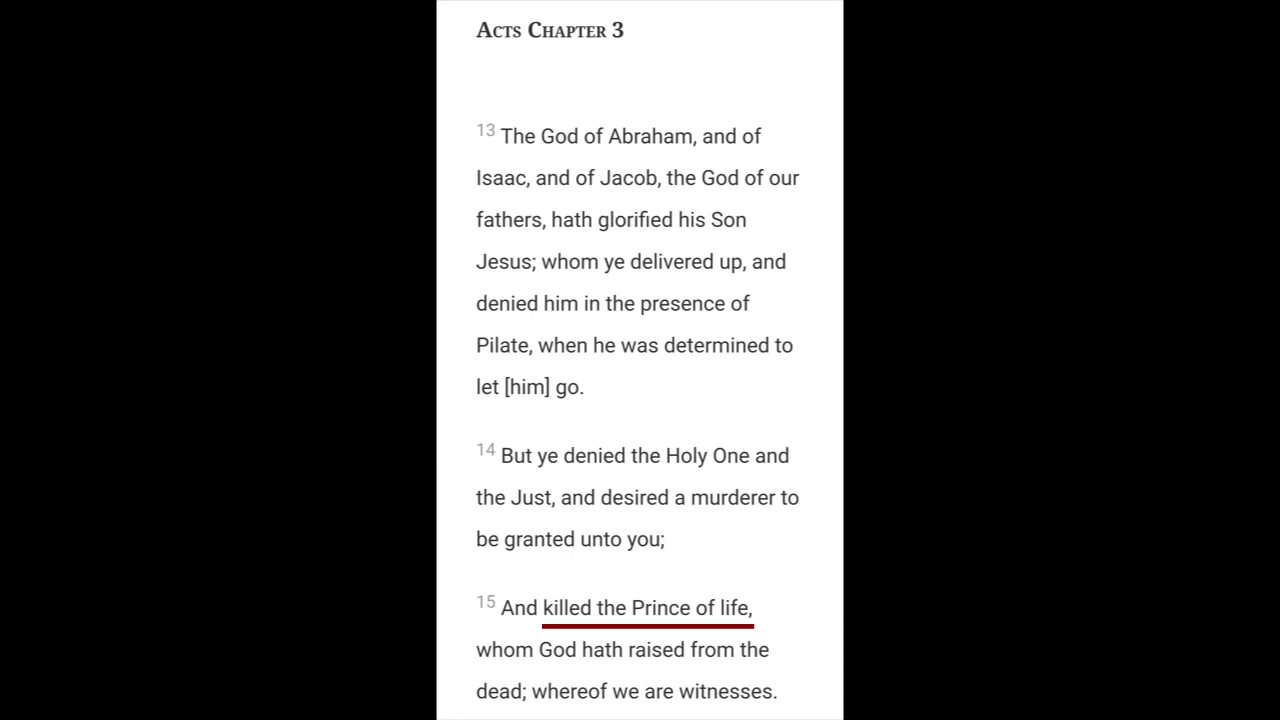 Acts Chapter 3
13 The God of Abraham, and of
Isaac, and of Jacob, the God of our
fathers, hath glorified his Son
Jesus; whom ye delivered up, and
denied him in the presence of
Pilate, when he was determined to
let [him] go.
14 But ye denied the Holy One and
the Just, and desired a murderer to
be granted unto you;
15 And killed the Prince of life,
whom God hath raised from the
dead; whereof we are witnesses.